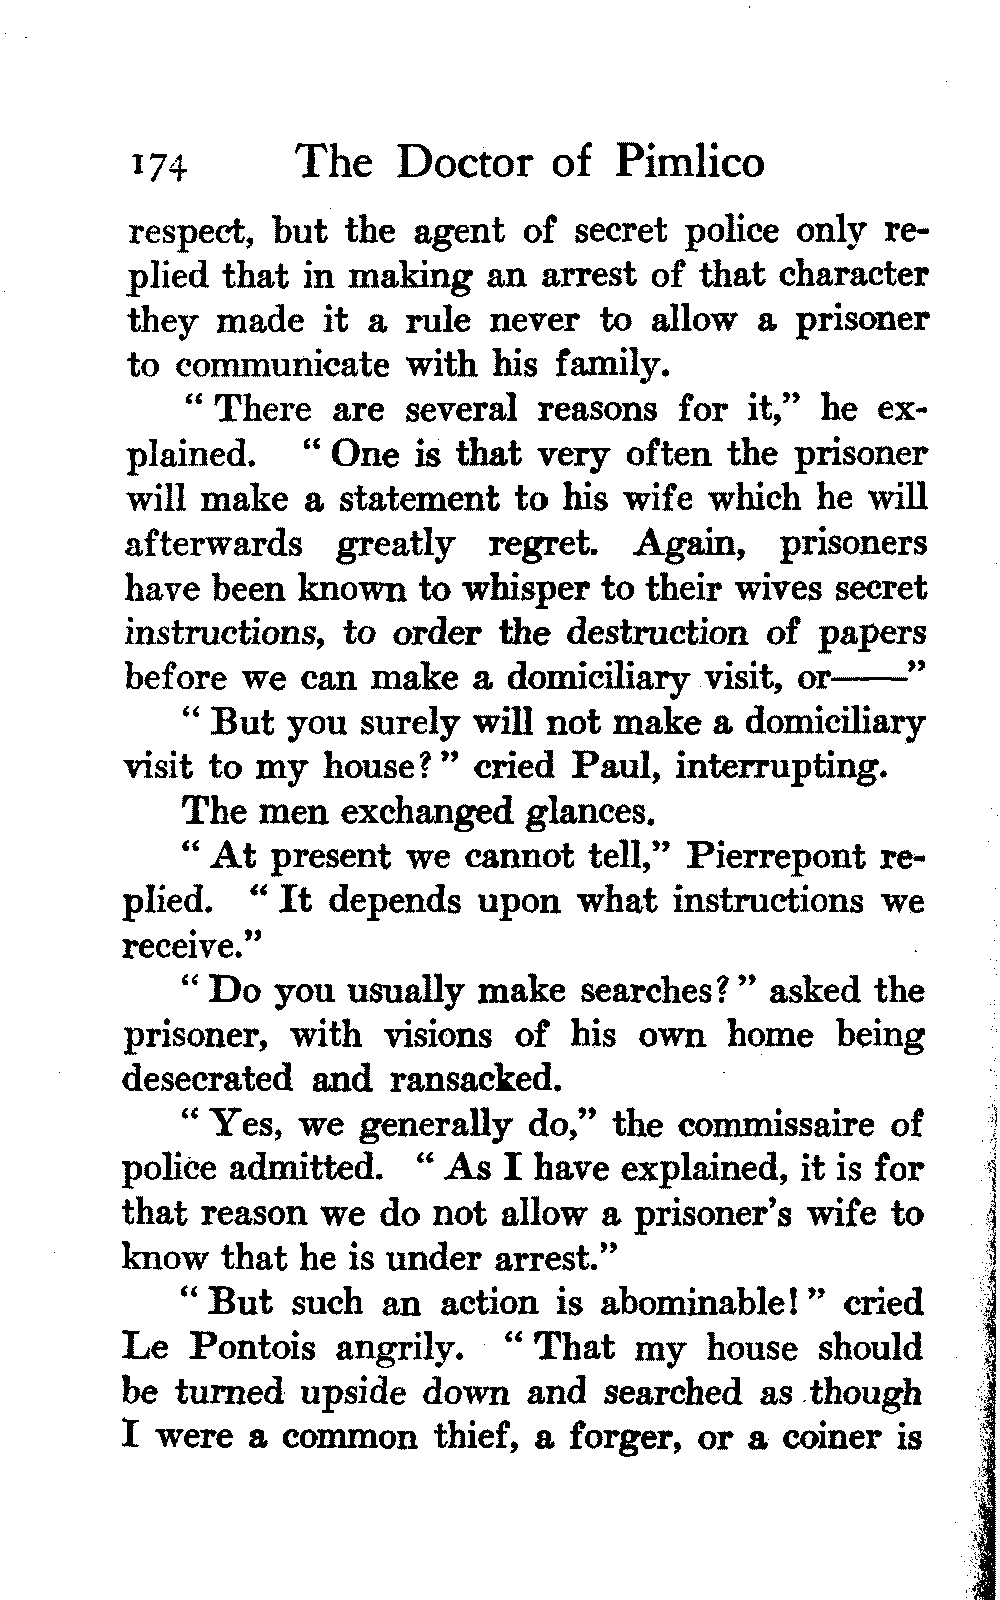 174 The Doctor of Pimlico
respect, but the agent of secret police only re-
plied that in making an arrest of that character
they made it a rule never to allow a prisoner
to communicate with his family.
“ There are several reasons for it,” he ex-
plained. “ One is that very often the prisoner
will make a statement to his wife which he will
afterwards greatly regret. Again, prisoners
have been known to whisper to their wives secret
instructions, to order the destruction of papers
before we can make a domiciliary visit, or——”
“ But you surely will not make a domiciliary
visit to my house? ” cried Paul, interrupting.
The men exchanged glances.
“ At present we cannot tell,” Pierrepont re-
plied. “ It depends upon what instructions we
receive.”
“ Do you usually make searches? ” asked the
prisoner, with visions of his own home being
desecrated and ransacked.
“ Yes, we generally do,” the commissaire of
police admitted. “ As I have explained, it is for
that reason we do not allow a prisoner’s wife to
know that he is under arrest.”
“ But such an action is abominable! ” cried
Le Pontois angrily. “ That my house should
be turned upside down and searched as though
I were a common thief, a forger, or a coiner is